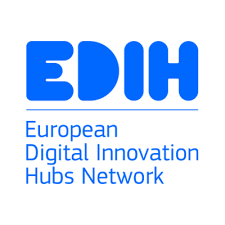 EDIH
European
Digital Innovation
Hubs Network